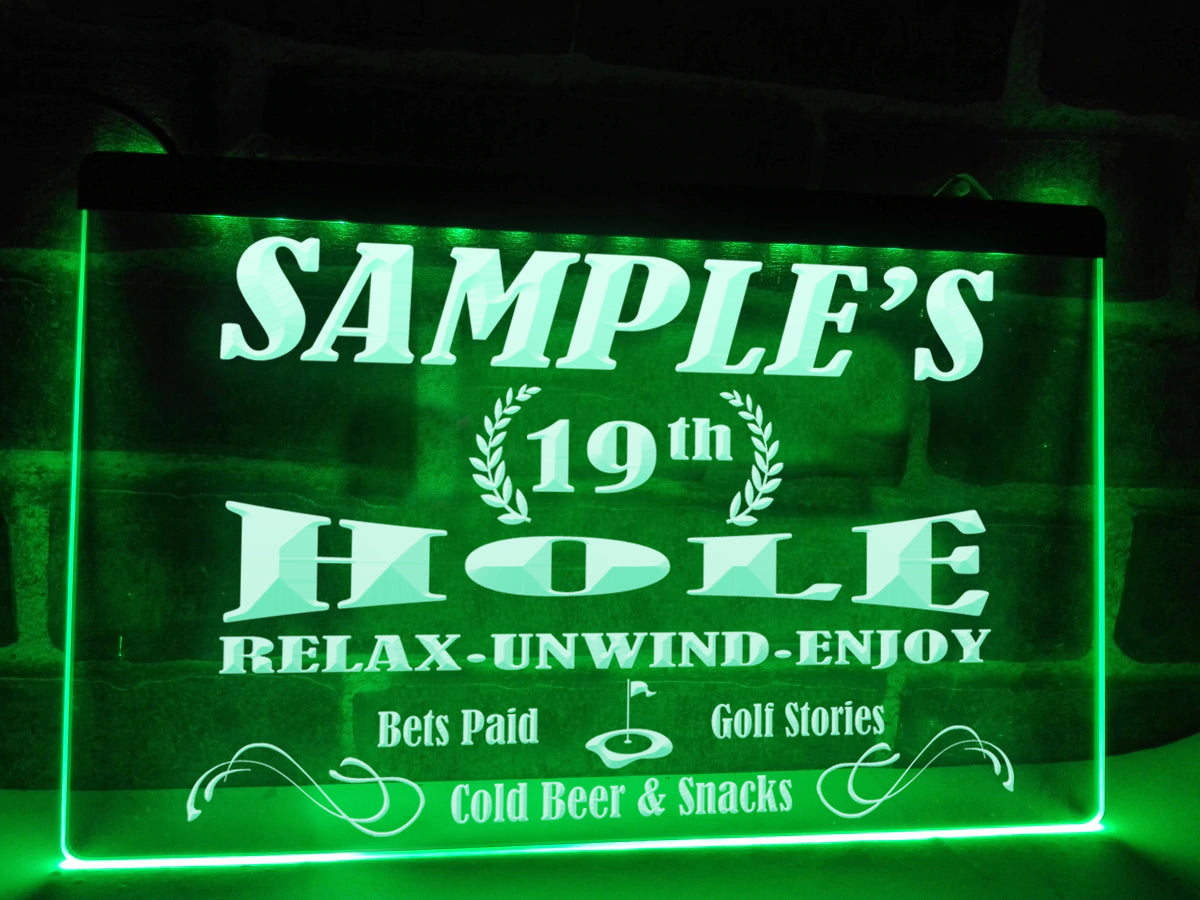 SAMPLE'S
19th
HOLE
RELAX-UNWIND-ENJOY
Bets Paid
Golf Stories
Cold Beer & Snacks